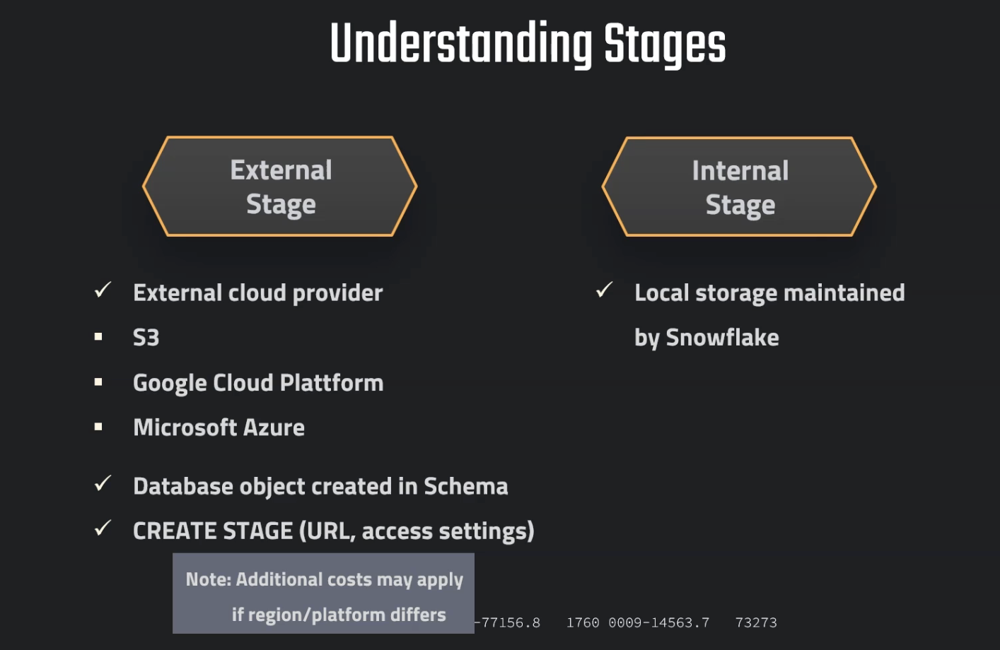 Understanding Stages
External
Stage
Internal
Stage
✓ External cloud provider
▪ S3
▪ Google Cloud Plattform
▪ Microsoft Azure
✓ Database object created in Schema
✓ CREATE STAGE (URL, access settings)
✓ Local storage maintained
by Snowflake
Note: Additional costs may apply
if region/platform differs
-77156.8 1760 0009-14563.7 73273